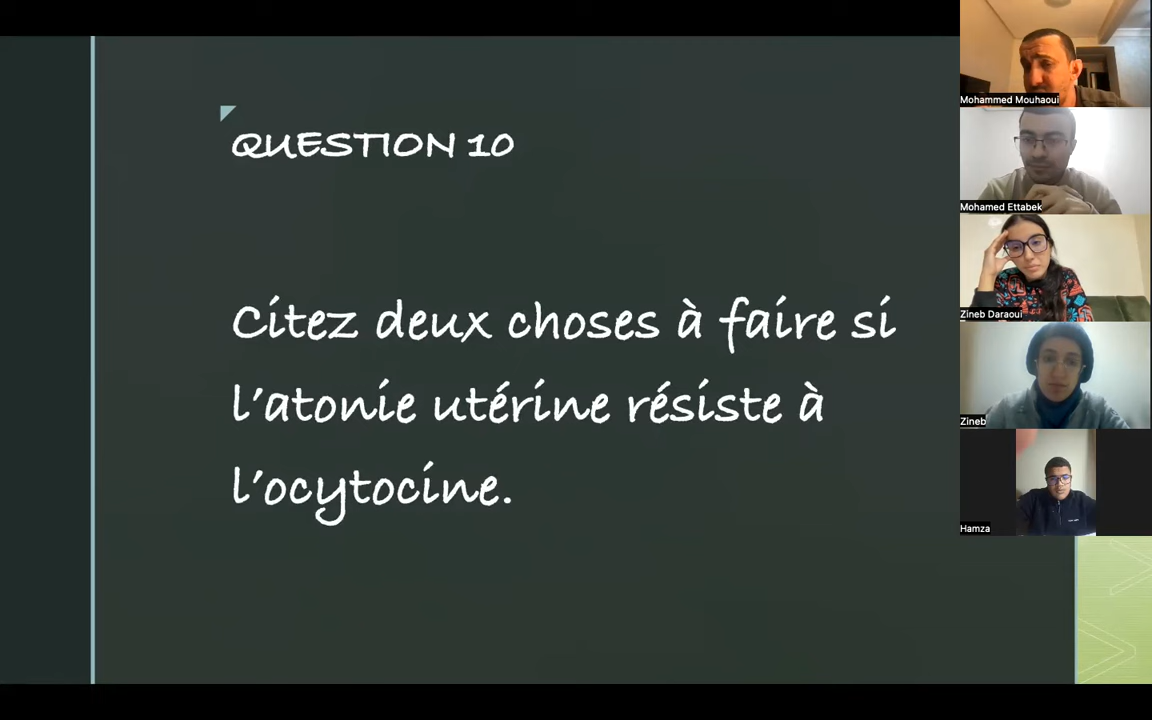 QUESTION 10
Citez deux choses à faire si
l'atonie utérine résiste à
l'ocytocine.
Mohammed Mouhaoui
Mohamed Ettabek
Zineb Daraoui
Zineb
Hamza